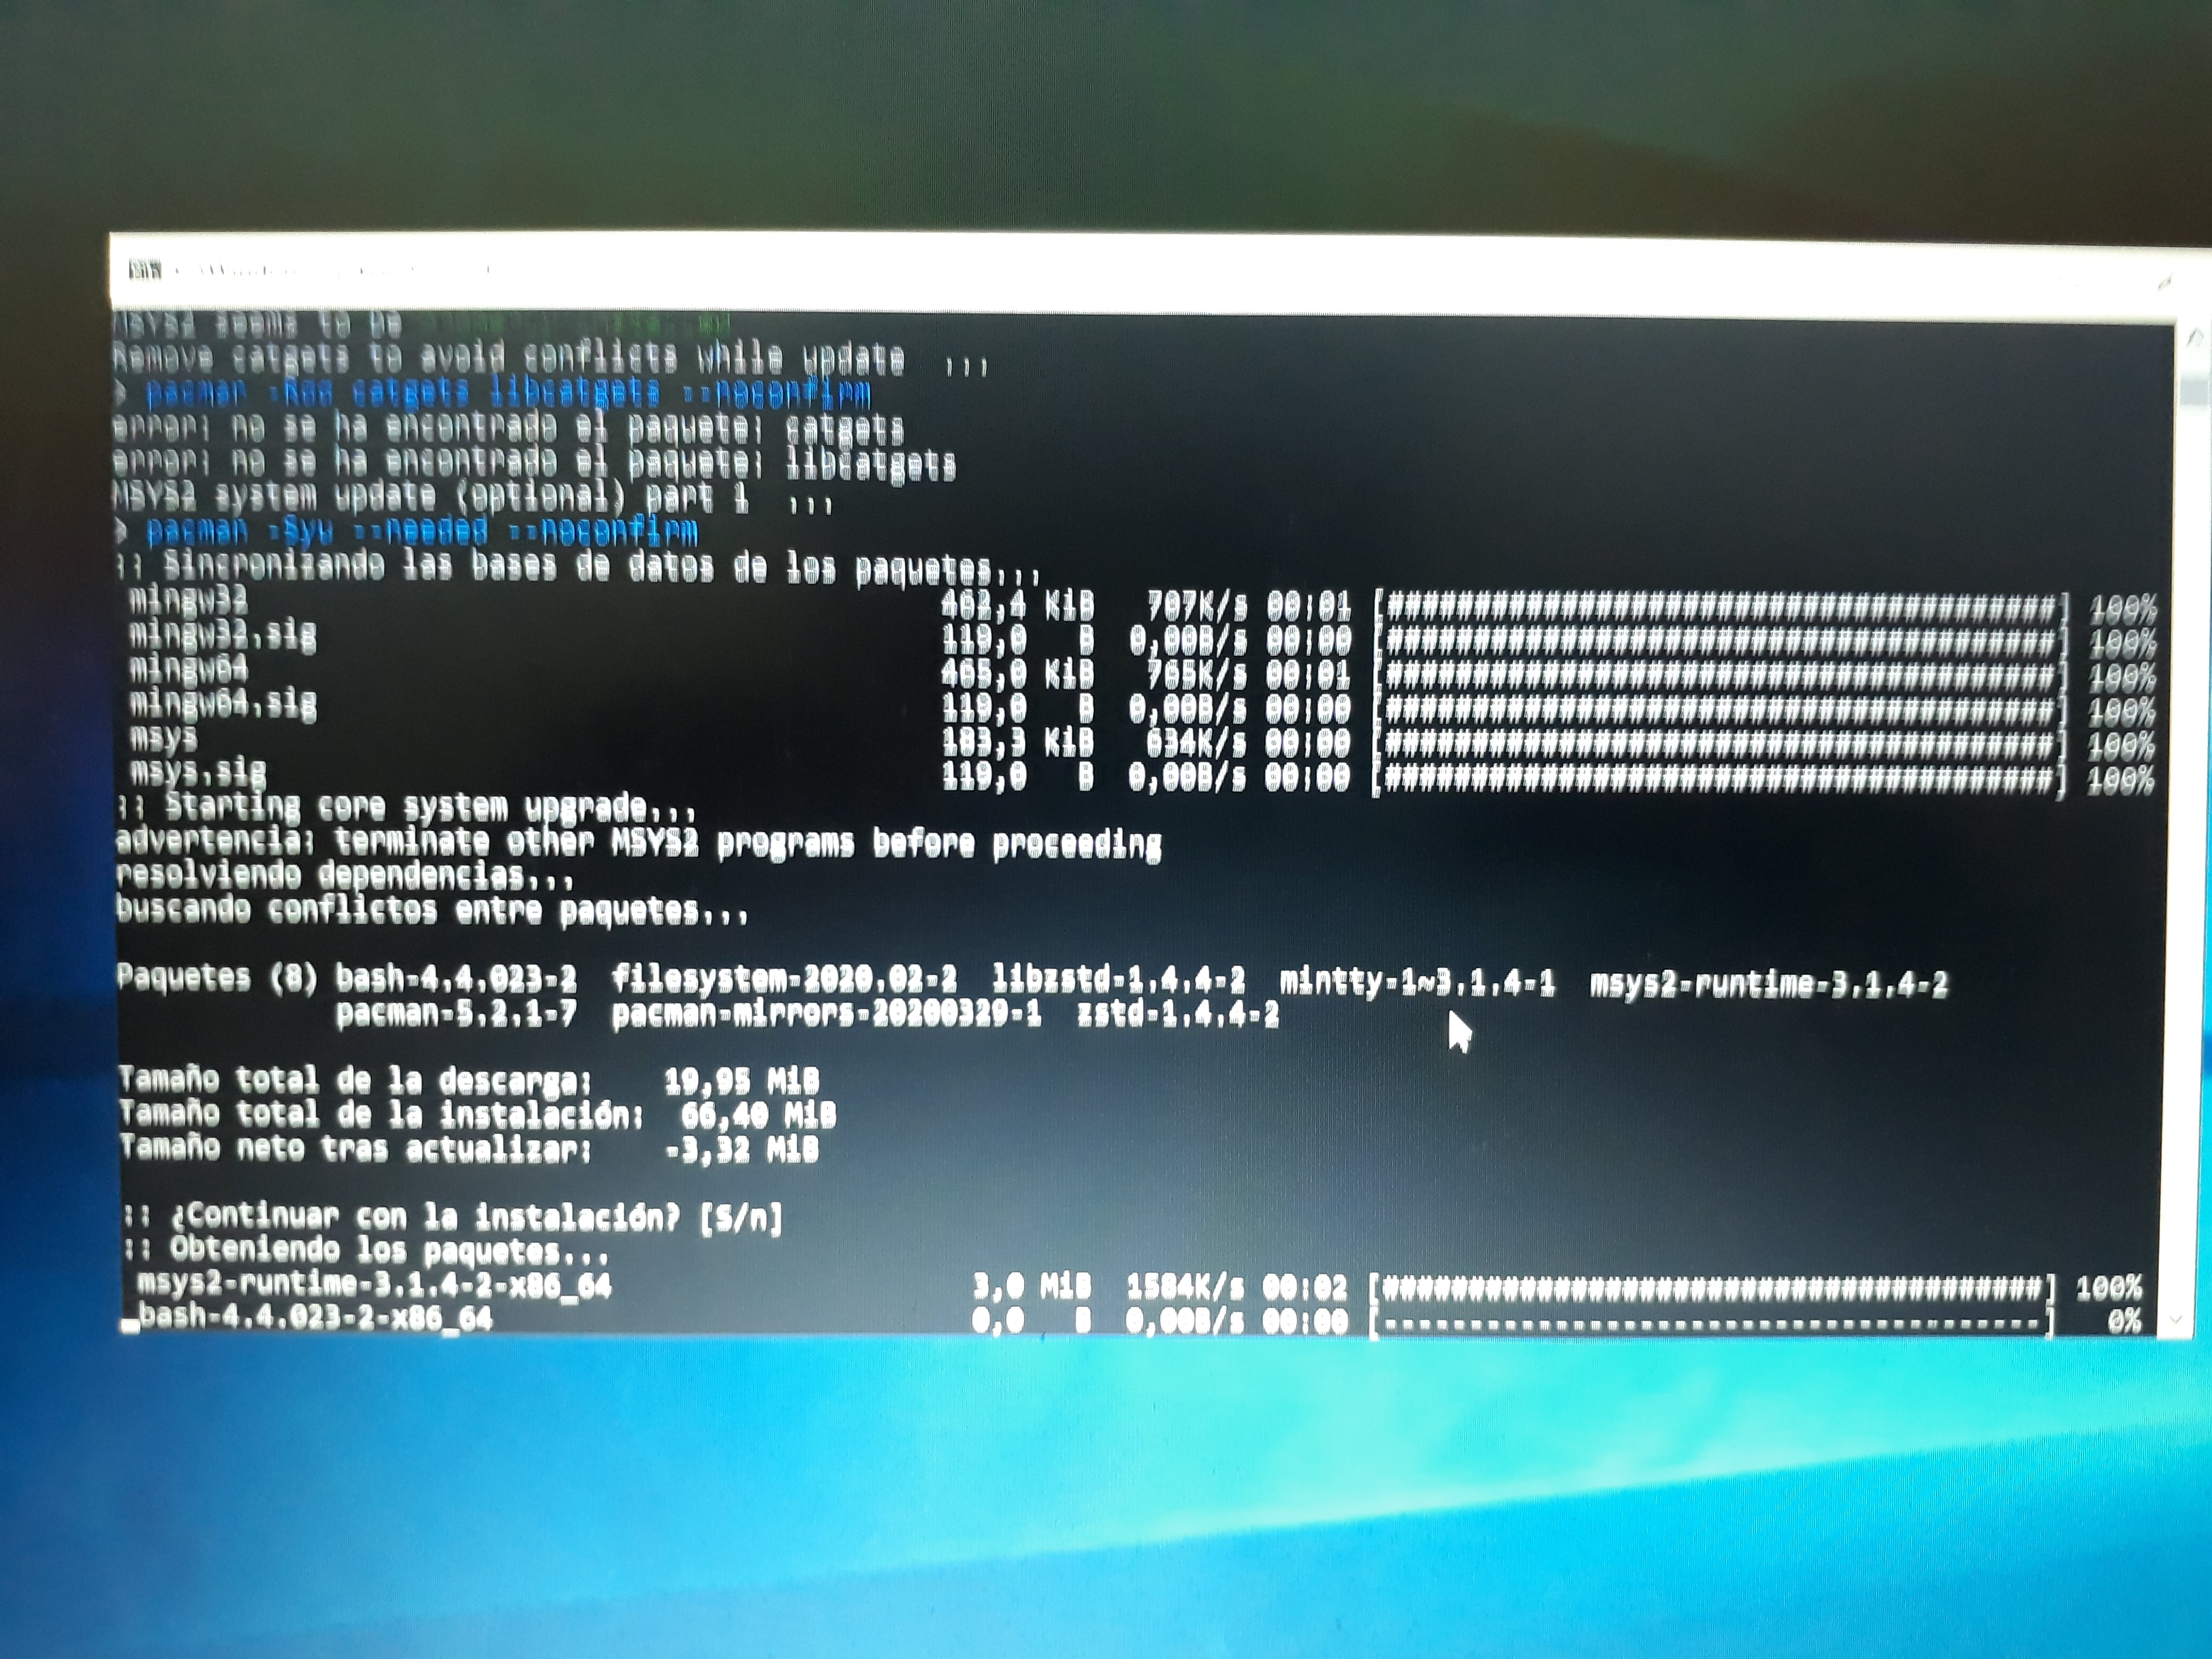 MSYS2 seems to be
Remove catgets to avoid conflicts while update ...
> pacman -Rns catgets libcatgets --noconfirm
error: no se ha encontrado el paquete: catgets
error: no se ha encontrado el paquete: libcatgets
MSYS2 system update (optional) part 1 ...
> pacman -Syu --needed --noconfirm
:: Sincronizando las bases de datos de los paquetes...
mingw32 462,4 KiB 707K/s 00:01 [######################################] 100%
mingw32.sig 119,0 B 0,00B/s 00:00 [######################################] 100%
mingw64 465,0 KiB 765K/s 00:01 [######################################] 100%
mingw64.sig 119,0 B 0,00B/s 00:00 [######################################] 100%
msys 183,3 KiB 634K/s 00:00 [######################################] 100%
msys.sig 119,0 B 0,00B/s 00:00 [######################################] 100%
:: Starting core system upgrade...
advertencia: terminate other MSYS2 programs before proceeding
resolviendo dependencias...
buscando conflictos entre paquetes...
Paquetes (8) bash-4.4.023-2 filesystem-2020.02-2 libzstd-1.4.4-2 mintty-1~3.1.4-1 msys2-runtime-3.1.4-2
pacman-5.2.1-7 pacman-mirrors-20200329-1 zstd-1.4.4-2
Tamaño total de la descarga: 19,95 MiB
Tamaño total de la instalación: 66,40 MiB
Tamaño neto tras actualizar: -3,32 MiB
:: ¿Continuar con la instalación? [S/n]
:: Obteniendo los paquetes...
msys2-runtime-3.1.4-2-x86_64 3,0 MiB 1584K/s 00:02 [######################################] 100%
bash-4.4.023-2-x86_64 0,0 B 0,00B/s 00:00 [--------------------------------------] 0%